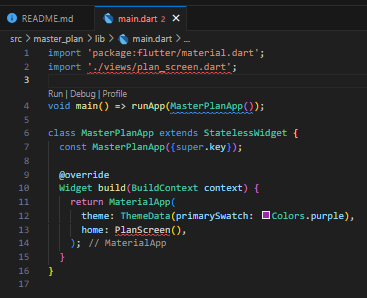 README.md
main.dart 2
src > master_plan > lib > main.dart > ...
1 import 'package:flutter/material.dart';
2 import './views/plan_screen.dart';
3
Run | Debug | Profile
4 void main() => runApp(MasterPlanApp());
5
6 class MasterPlanApp extends StatelessWidget {
7   const MasterPlanApp({super.key});
8
9   @override
10   Widget build(BuildContext context) {
11     return MaterialApp(
12       theme: ThemeData(primarySwatch: Colors.purple),
13       home: PlanScreen(),
14     ); // MaterialApp
15   }
16 }
17